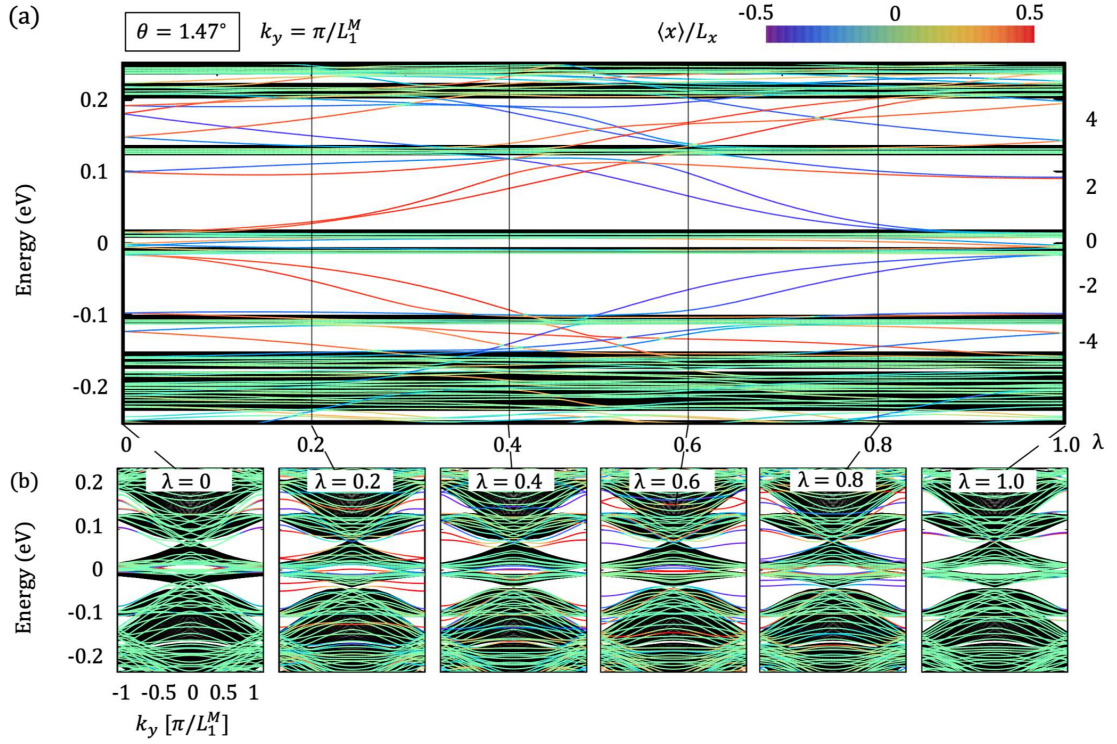 (a)
θ = 1.47° k_y = π/L_1^M ⟨x⟩/L_x -0.5 0 0.5
Energy (eV)
0.2
0.1
0
-0.1
-0.2
4
2
0
-2
-4
0 0.2 0.4 0.6 0.8 1.0 λ
(b)
λ = 0 λ = 0.2 λ = 0.4 λ = 0.6 λ = 0.8 λ = 1.0
Energy (eV)
0.2
0.1
0
-0.1
-0.2
-1 -0.5 0 0.5 1
k_y [π/L_1^M]